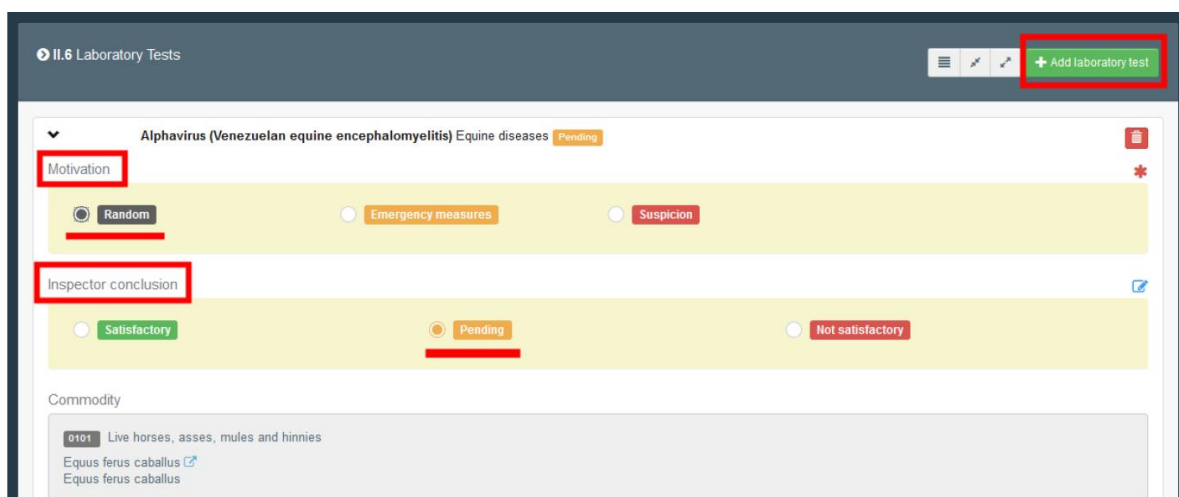 II.6 Laboratory Tests
Add laboratory test
Alphavirus (Venezuelan equine encephalomyelitis) Equine diseases Pending
Motivation
Random Emergency measures Suspicion
Inspector conclusion
Satisfactory Pending Not satisfactory
Commodity
0101 Live horses, asses, mules and hinnies
Equus ferus caballus
Equus ferus caballus